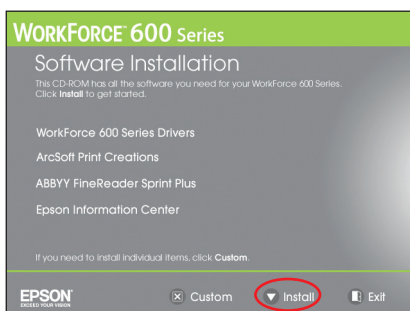 WORKFORCE™ 600 Series
Software Installation
This CD-ROM has all the software you need for your WorkForce 600 Series.
Click Install to get started.
WorkForce 600 Series Drivers
ArcSoft Print Creations
ABBYY FineReader Sprint Plus
Epson Information Center
If you need to install individual items, click Custom.
EPSON®
EXCEED YOUR VISION
Custom
Install
Exit